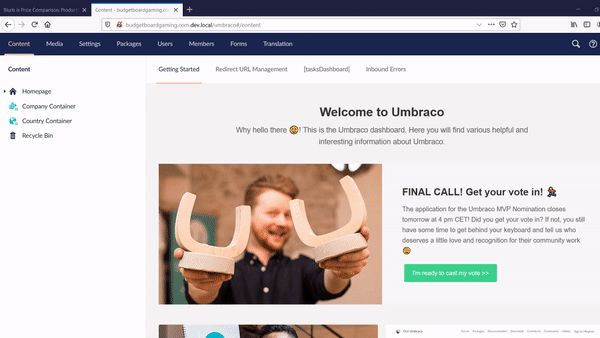 Blurb is Price Comparison, Product
Content - budgetboardgaming.com
budgetboardgaming.com.dev.local/umbraco#/content
Content Media Settings Packages Users Members Forms Translation
Content
Getting Started Redirect URL Management [tasksDashboard] Inbound Errors
Homepage
Company Container
Country Container
Recycle Bin
Welcome to Umbraco
Why hello there 😄! This is the Umbraco dashboard. Here you will find various helpful and
interesting information about Umbraco.
FINAL CALL! Get your vote in!
The application for the Umbraco MVP Nomination closes
tomorrow at 4 pm CET! Did you get your vote in? If not, you still
have some time to get behind your keyboard and tell us who
deserves a little love and recognition for their community work
I'm ready to cast my vote >>
Our Umbraco